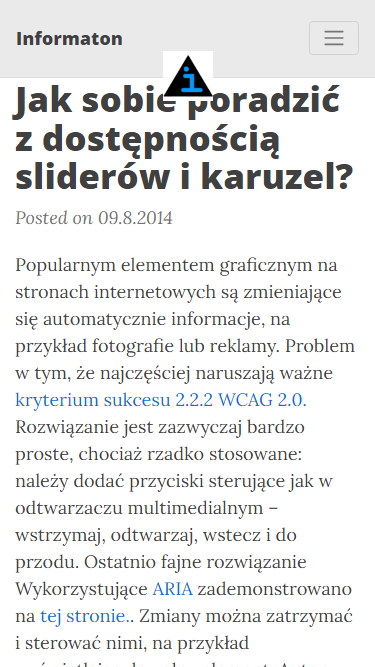 Informaton
Jak sobie poradzić
z dostępnością
sliderów i karuzel?
Posted on 09.8.2014
Popularnym elementem graficznym na
stronach internetowych są zmieniające
się automatycznie informacje, na
przykład fotografie lub reklamy. Problem
w tym, że najczęściej naruszają ważne
kryterium sukcesu 2.2.2 WCAG 2.0.
Rozwiązanie jest zazwyczaj bardzo
proste, chociaż rzadko stosowane:
należy dodać przyciski sterujące jak w
odtwarzaczu multimedialnym –
wstrzymaj, odtwarzaj, wstecz i do
przodu. Ostatnio fajne rozwiązanie
Wykorzystujące ARIA zademonstrowano
na tej stronie.. Zmiany można zatrzymać
i sterować nimi, na przykład